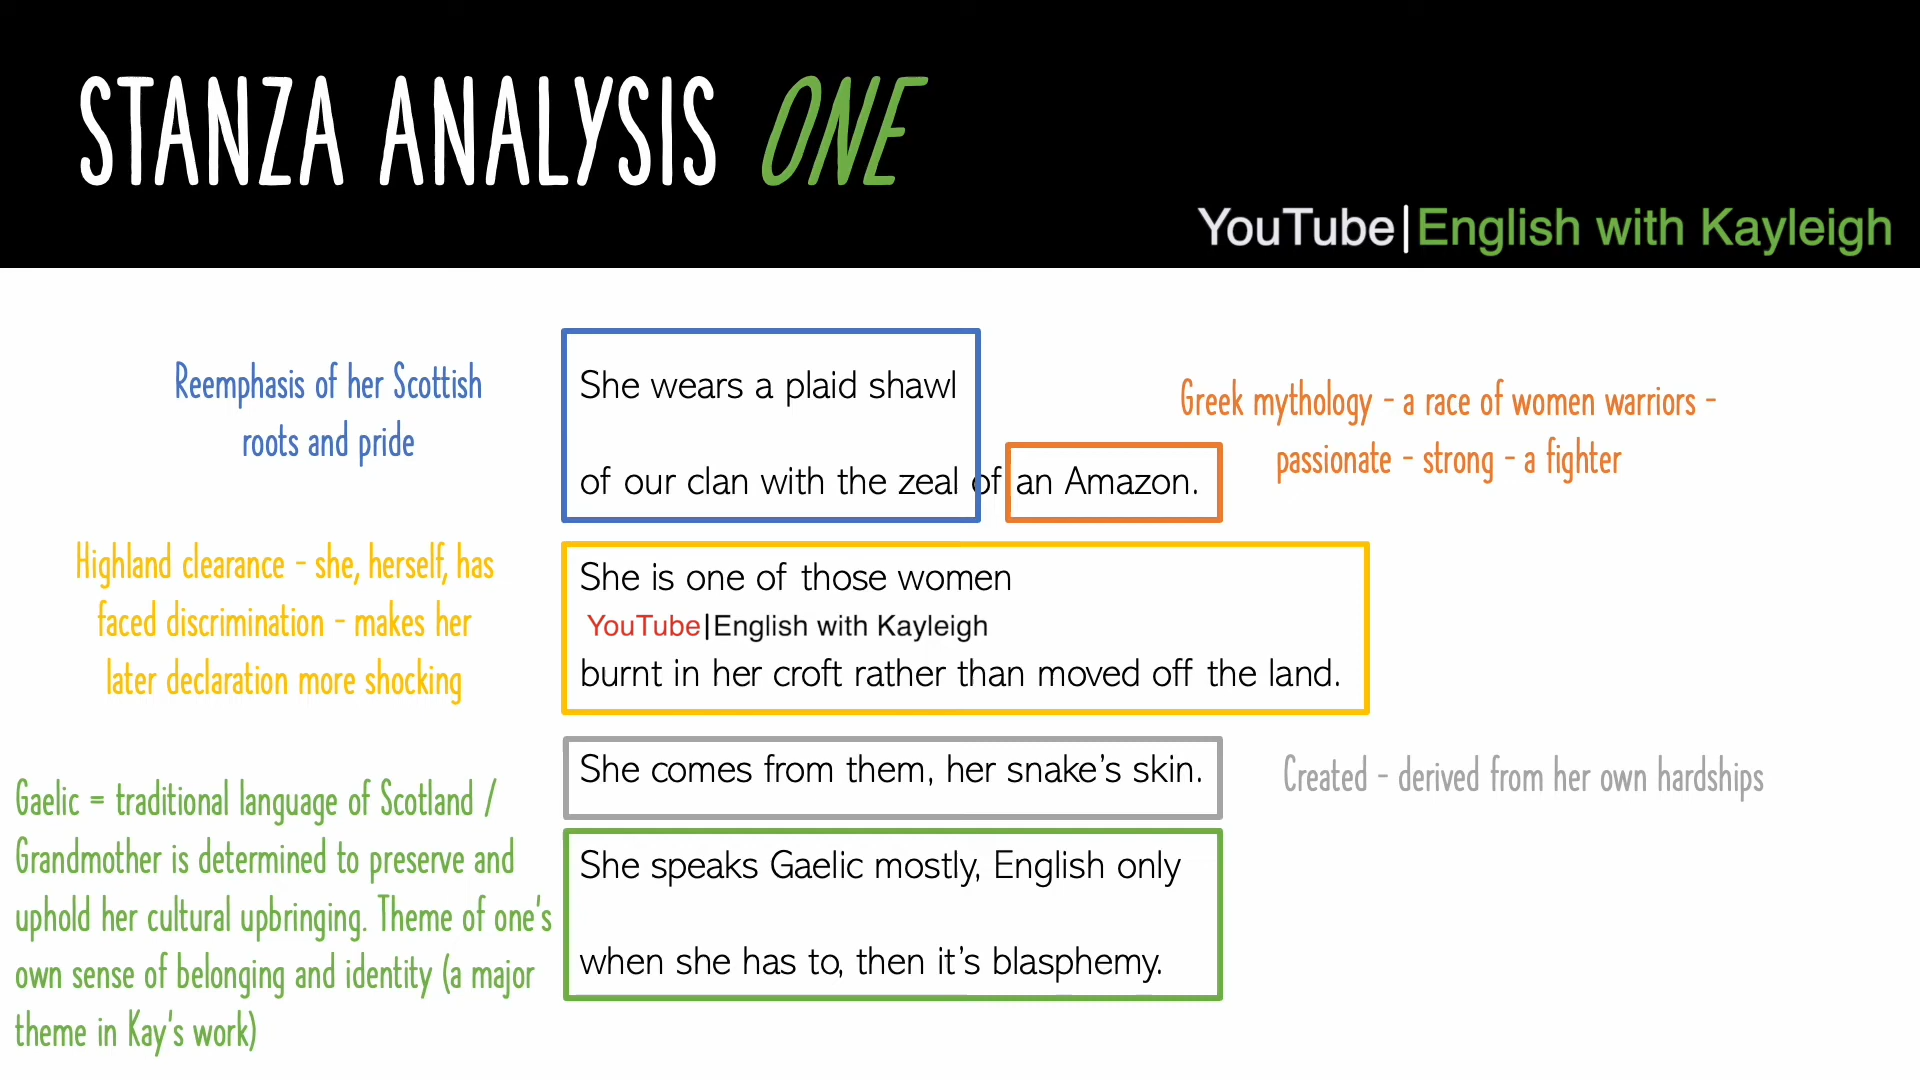 STANZA ANALYSIS ONE
YouTube|English with Kayleigh
Reemphasis of her Scottish
roots and pride
She wears a plaid shawl
of our clan with the zeal of an Amazon.
Greek mythology - a race of women warriors -
passionate - strong - a fighter
Highland clearance - she, herself, has
faced discrimination - makes her
later declaration more shocking
She is one of those women
YouTube|English with Kayleigh
burnt in her croft rather than moved off the land.
She comes from them, her snake’s skin.
Created - derived from her own hardships
Gaelic = traditional language of Scotland /
Grandmother is determined to preserve and
uphold her cultural upbringing. Theme of one's
own sense of belonging and identity (a major
theme in Kay's work)
She speaks Gaelic mostly, English only
when she has to, then it’s blasphemy.